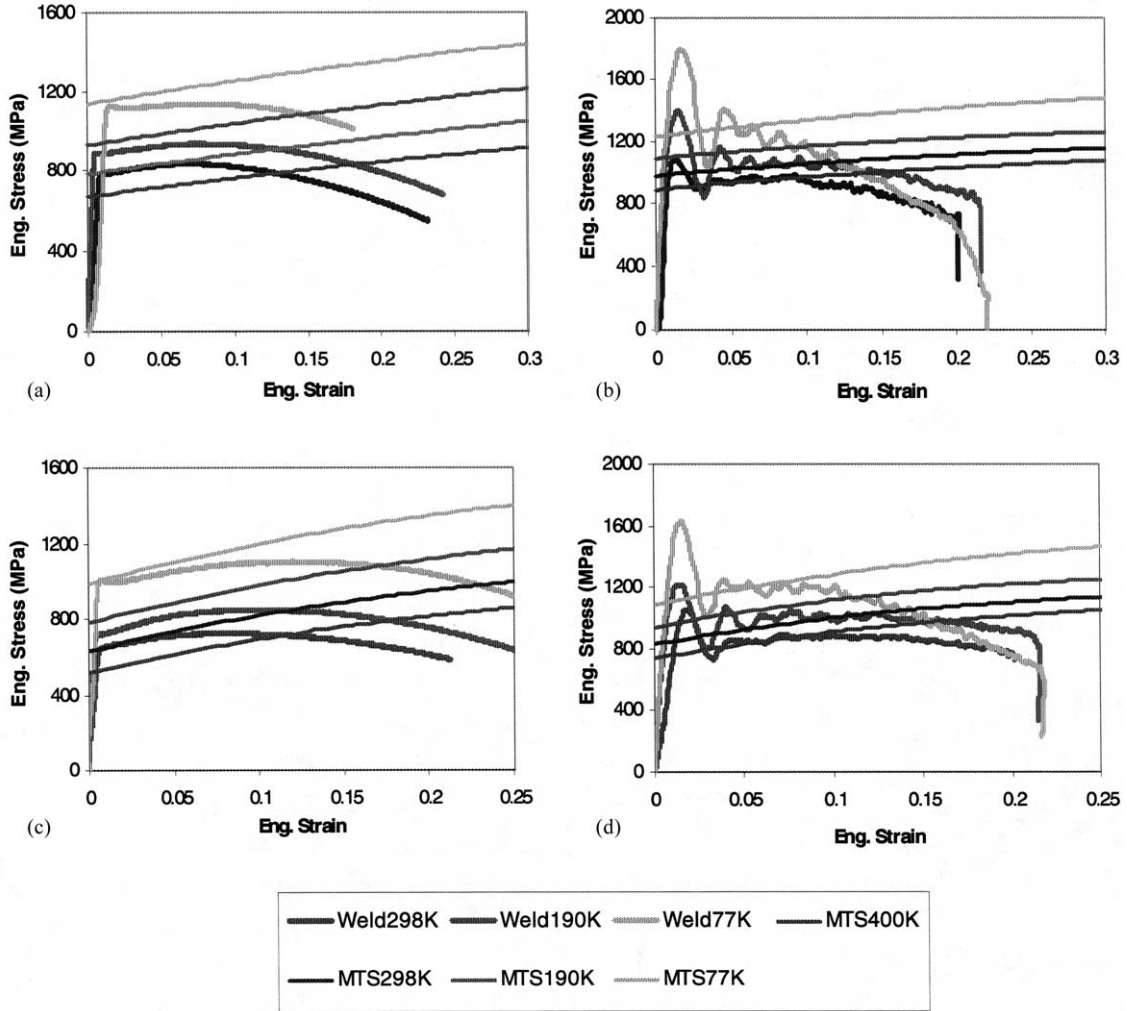 1600
1200
800
400
0
Eng. Stress (MPa)
0 0.05 0.1 0.15 0.2 0.25 0.3
Eng. Strain
(a)
2000
1600
1200
800
400
0
Eng. Stress (MPa)
0 0.05 0.1 0.15 0.2 0.25 0.3
Eng. Strain
(b)
1600
1200
800
400
0
Eng. Stress (MPa)
0 0.05 0.1 0.15 0.2 0.25
Eng. Strain
(c)
2000
1600
1200
800
400
0
Eng. Stress (MPa)
0 0.05 0.1 0.15 0.2 0.25
Eng. Strain
(d)
Weld298K Weld190K Weld77K MTS400K
MTS298K MTS190K MTS77K